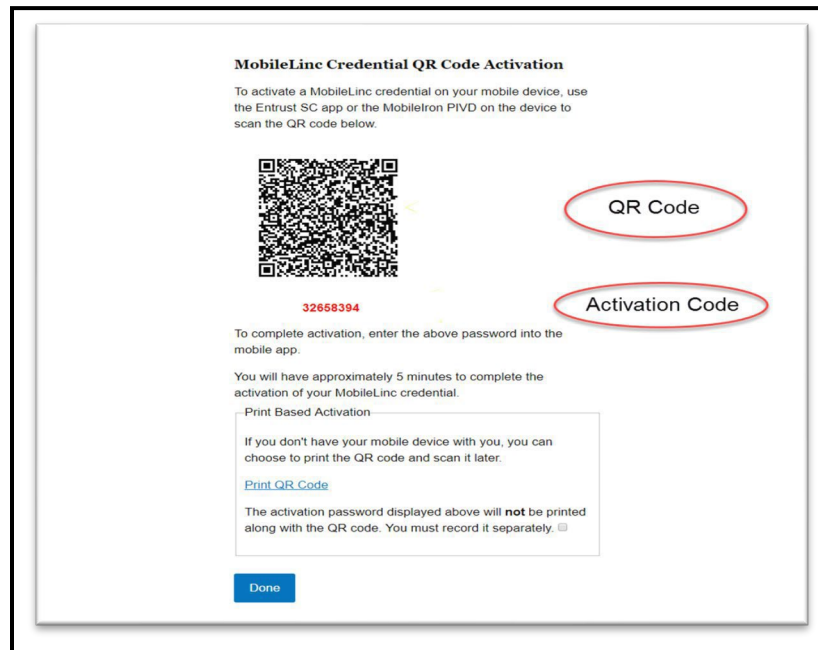 MobileLinc Credential QR Code Activation
To activate a MobileLinc credential on your mobile device, use
the Entrust SC app or the MobileIron PIVD on the device to
scan the QR code below.
QR Code
32658394
Activation Code
To complete activation, enter the above password into the
mobile app.
You will have approximately 5 minutes to complete the
activation of your MobileLinc credential.
Print Based Activation
If you don't have your mobile device with you, you can
choose to print the QR code and scan it later.
Print QR Code
The activation password displayed above will not be printed
along with the QR code. You must record it separately.
Done